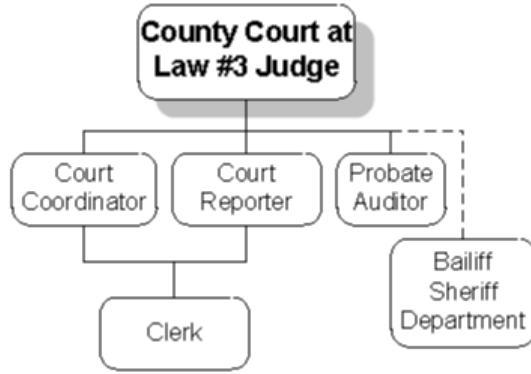 County Court at
Law #3 Judge
Court
Coordinator
Court
Reporter
Probate
Auditor
Bailiff
Sheriff
Department
Clerk